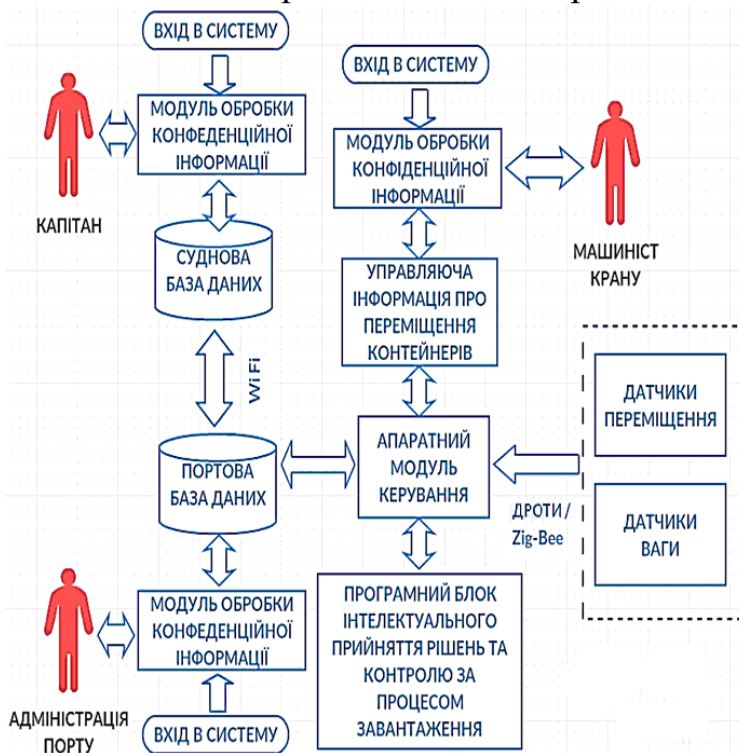 ВХІД В СИСТЕМУ
МОДУЛЬ ОБРОБКИ
КОНФЕДЕНЦІЙНОЇ
ІНФОРМАЦІЇ
КАПІТАН
СУДНОВА
БАЗА ДАНИХ
WiFi
ПОРТОВА
БАЗА ДАНИХ
МОДУЛЬ ОБРОБКИ
КОНФЕДЕНЦІЙНОЇ
ІНФОРМАЦІЇ
АДМІНІСТРАЦІЯ
ПОРТУ
ВХІД В СИСТЕМУ
ВХІД В СИСТЕМУ
МОДУЛЬ ОБРОБКИ
КОНФІДЕНЦІЙНОЇ
ІНФОРМАЦІЇ
МАШИНІСТ
КРАНУ
УПРАВЛЯЮЧА
ІНФОРМАЦІЯ ПРО
ПЕРЕМІЩЕННЯ
КОНТЕЙНЕРІВ
АПАРАТНИЙ
МОДУЛЬ
КЕРУВАННЯ
ДРОТИ /
Zig-Bee
ДАТЧИКИ
ПЕРЕМІЩЕННЯ
ДАТЧИКИ
ВАГИ
ПРОГРАМНИЙ БЛОК
ІНТЕЛЕКТУАЛЬНОГО
ПРИЙНЯТТЯ РІШЕНЬ ТА
КОНТРОЛЮ ЗА
ПРОЦЕСОМ
ЗАВАНТАЖЕННЯ